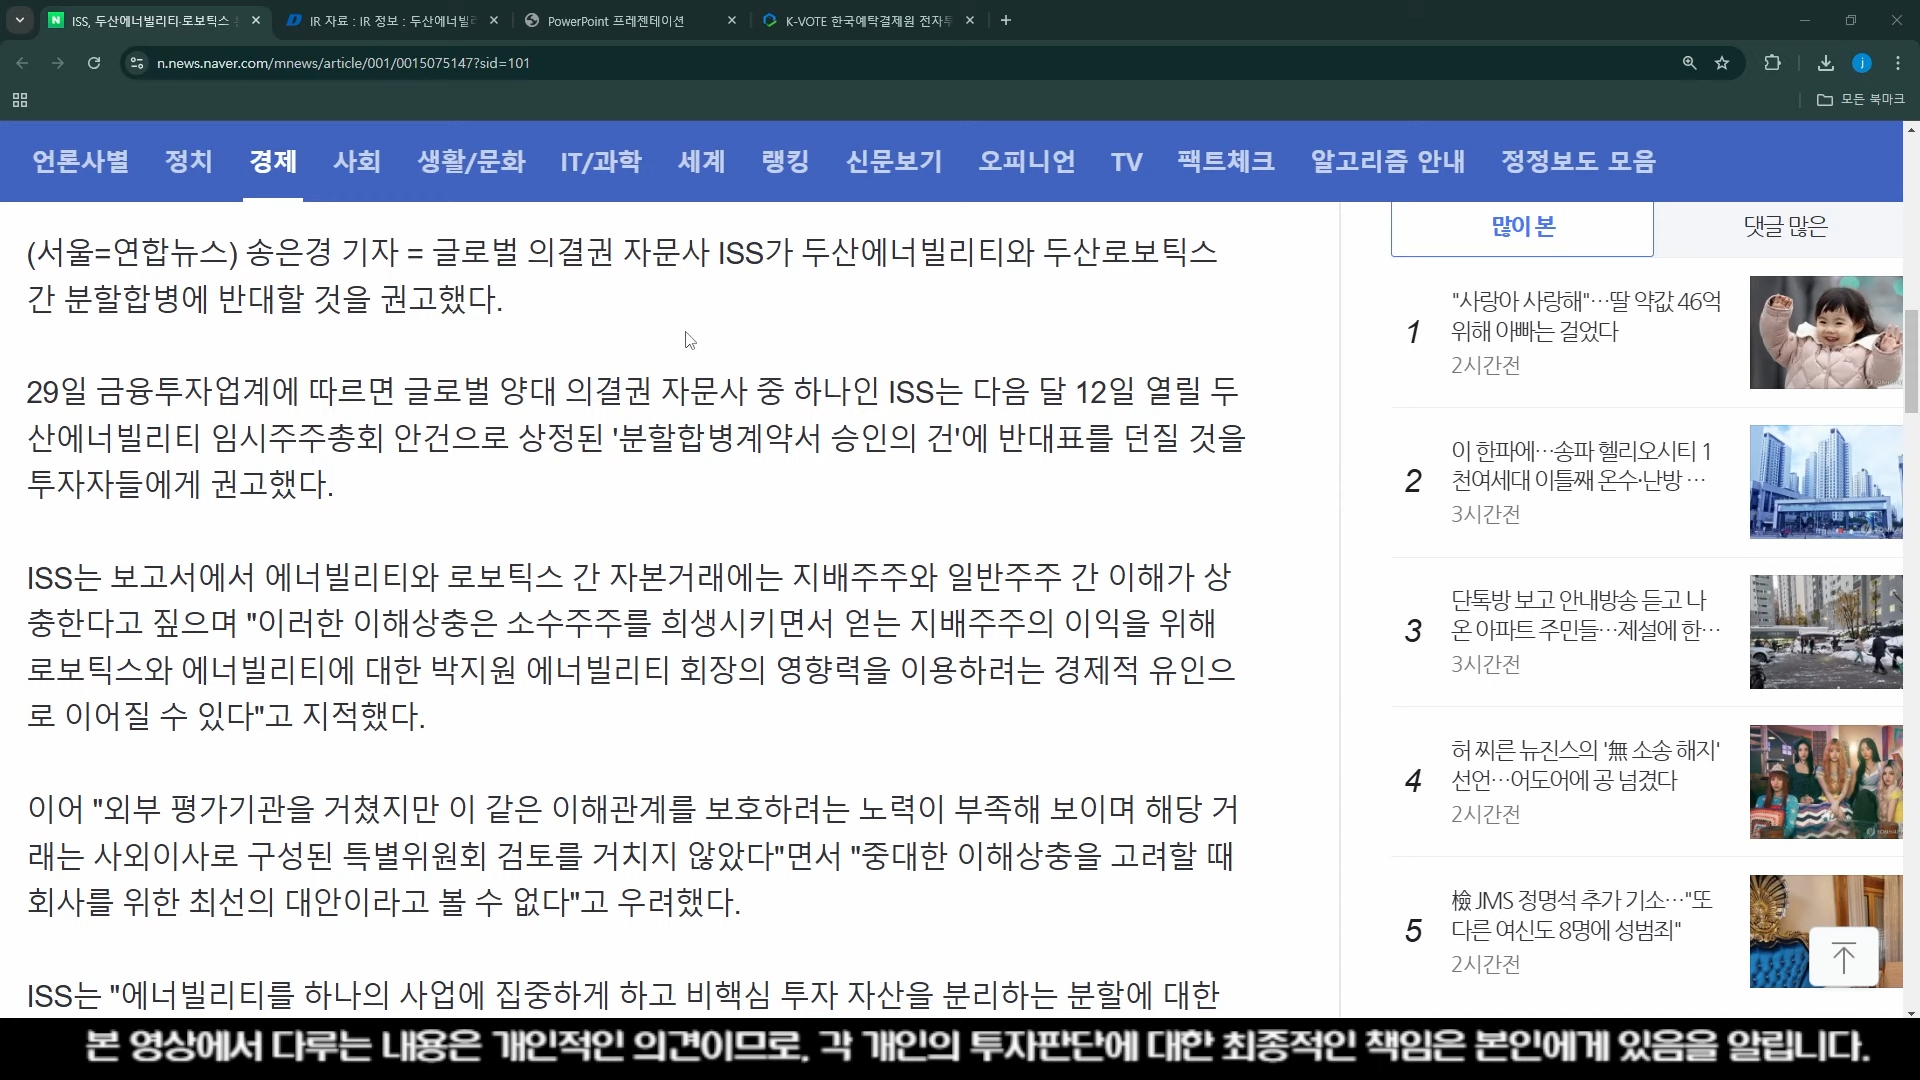 ISS, 두산에너빌리티·로보틱스
IR 자료 : IR 정보 : 두산에너빌리
PowerPoint 프레젠테이션
K-VOTE 한국예탁결제원 전자투
n.news.naver.com/mnews/article/001/0015075147?sid=101
j
모든 북마크
언론사별 정치 경제 사회 생활/문화 IT/과학 세계 랭킹 신문보기 오피니언 TV 팩트체크 알고리즘 안내 정정보도 모음
(서울=연합뉴스) 송은경 기자 = 글로벌 의결권 자문사 ISS가 두산에너빌리티와 두산로보틱스
간 분할합병에 반대할 것을 권고했다.
29일 금융투자업계에 따르면 글로벌 양대 의결권 자문사 중 하나인 ISS는 다음 달 12일 열릴 두
산에너빌리티 임시주주총회 안건으로 상정된 '분할합병계약서 승인의 건'에 반대표를 던질 것을
투자자들에게 권고했다.
ISS는 보고서에서 에너빌리티와 로보틱스 간 자본거래에는 지배주주와 일반주주 간 이해가 상
충한다고 짚으며 "이러한 이해상충은 소수주주를 희생시키면서 얻는 지배주주의 이익을 위해
로보틱스와 에너빌리티에 대한 박지원 에너빌리티 회장의 영향력을 이용하려는 경제적 유인으
로 이어질 수 있다"고 지적했다.
이어 "외부 평가기관을 거쳤지만 이 같은 이해관계를 보호하려는 노력이 부족해 보이며 해당 거
래는 사외이사로 구성된 특별위원회 검토를 거치지 않았다"면서 "중대한 이해상충을 고려할 때
회사를 위한 최선의 대안이라고 볼 수 없다"고 우려했다.
ISS는 "에너빌리티를 하나의 사업에 집중하게 하고 비핵심 투자 자산을 분리하는 분할에 대한
많이 본
댓글 많은
1
"사랑아 사랑해"…딸 약값 46억
위해 아빠는 걸었다
2시간전
2
이 한파에…송파 헬리오시티 1
천여세대 이틀째 온수·난방 …
3시간전
3
단톡방 보고 안내방송 듣고 나
온 아파트 주민들…제설에 한…
3시간전
4
허 찌른 뉴진스의 '無 소송 해지'
선언…어도어에 공 넘겼다
2시간전
5
檢 JMS 정명석 추가 기소…"또
다른 여신도 8명에 성범죄"
2시간전
본 영상에서 다루는 내용은 개인적인 의견이므로, 각 개인의 투자판단에 대한 최종적인 책임은 본인에게 있음을 알립니다.